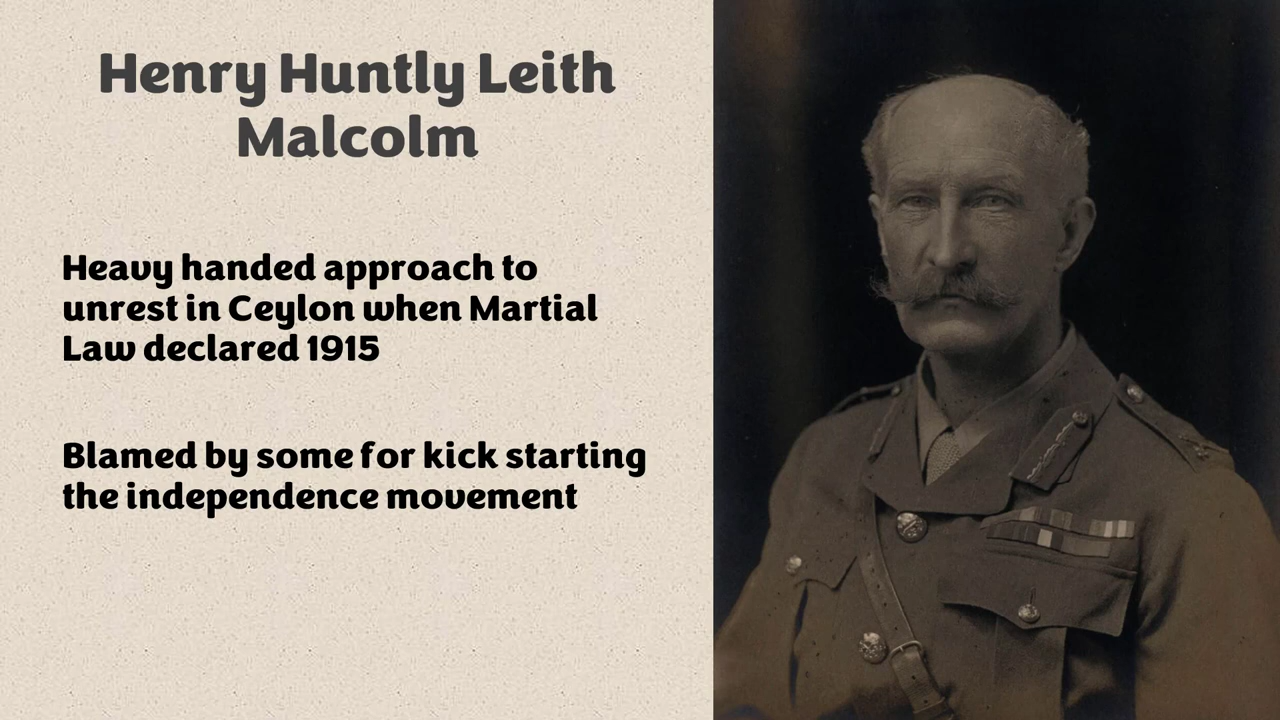 Henry Huntly Leith
Malcolm
Heavy handed approach to
unrest in Ceylon when Martial
Law declared 1915
Blamed by some for kick starting
the independence movement